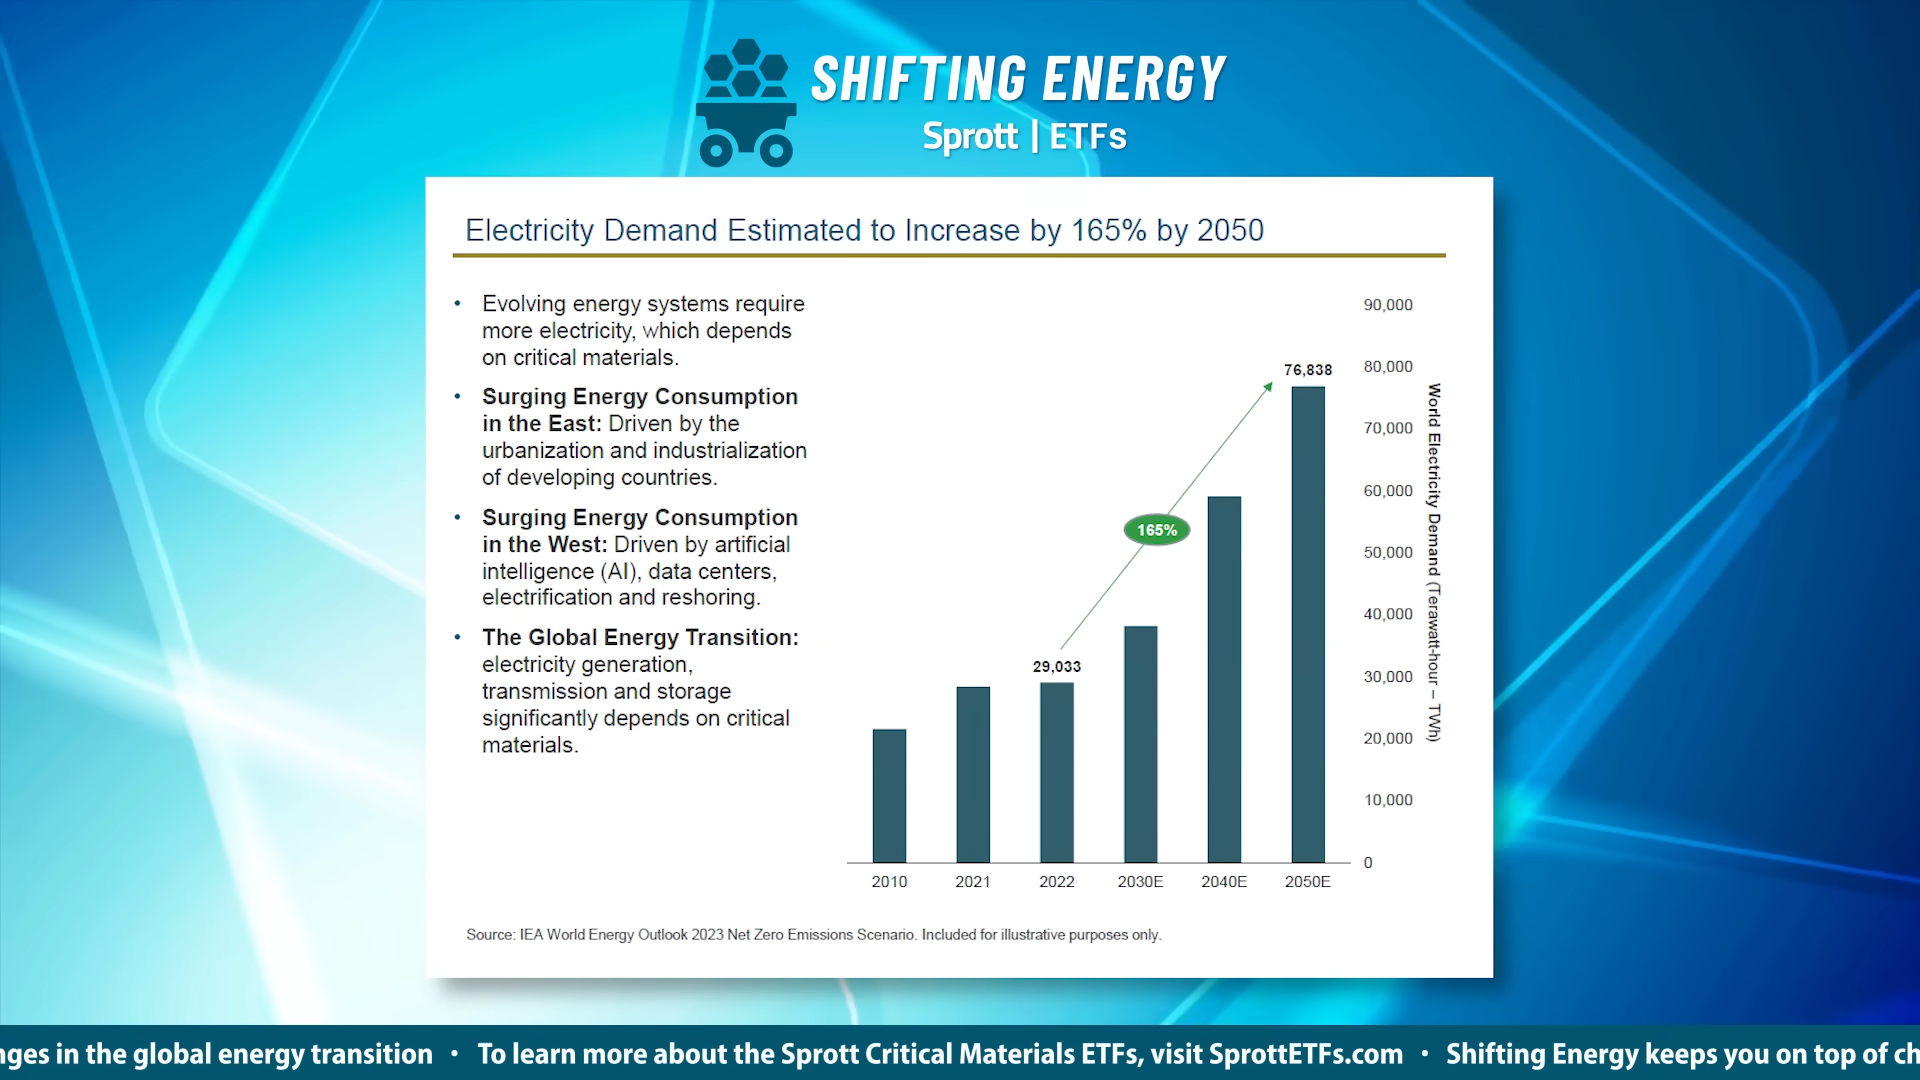 SHIFTING ENERGY
Sprott | ETFs
Electricity Demand Estimated to Increase by 165% by 2050
• Evolving energy systems require
more electricity, which depends
on critical materials.
• Surging Energy Consumption
in the East: Driven by the
urbanization and industrialization
of developing countries.
• Surging Energy Consumption
in the West: Driven by artificial
intelligence (AI), data centers,
electrification and reshoring.
• The Global Energy Transition:
electricity generation,
transmission and storage
significantly depends on critical
materials.
90,000
80,000
70,000
60,000
50,000
40,000
30,000
20,000
10,000
0
World Electricity Demand (Terawatt-hour – TWh)
76,838
165%
29,033
2010 2021 2022 2030E 2040E 2050E
Source: IEA World Energy Outlook 2023 Net Zero Emissions Scenario. Included for illustrative purposes only.
in the global energy transition • To learn more about the Sprott Critical Materials ETFs, visit SprottETFs.com • Shifting Energy keeps you on top of